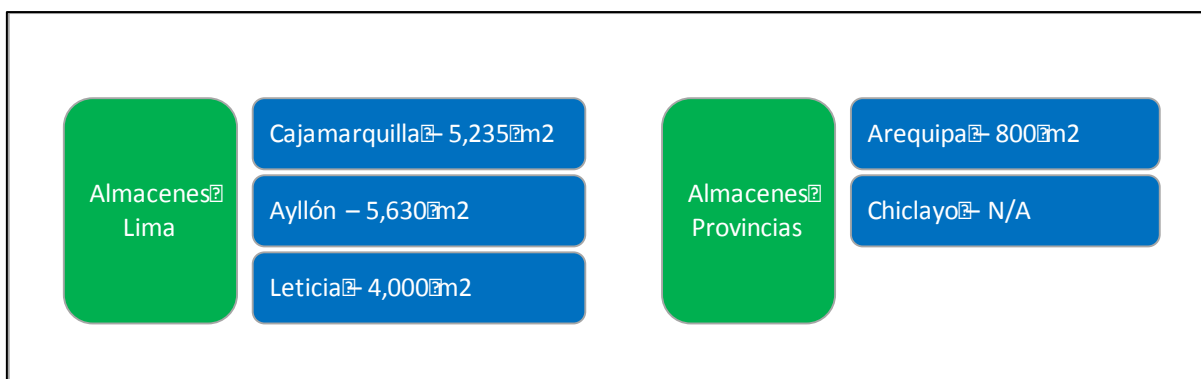 Almacenes
Lima
Cajamarquilla – 5,235 m2
Ayllón – 5,630 m2
Leticia – 4,000 m2
Almacenes
Provincias
Arequipa – 800 m2
Chiclayo – N/A